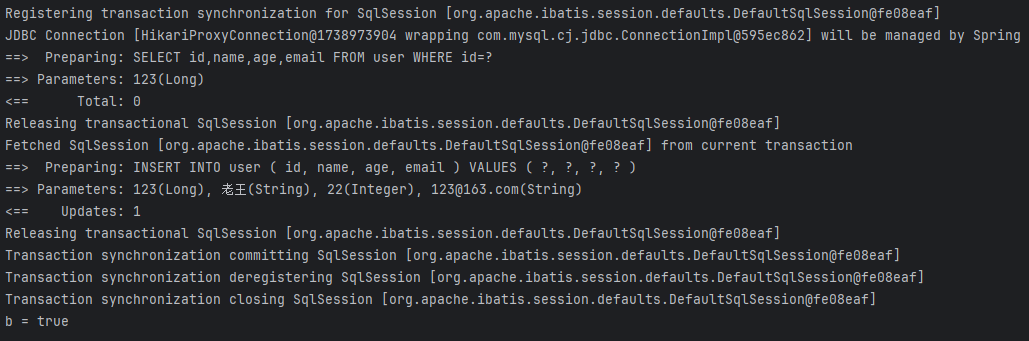 Registering transaction synchronization for SqlSession [org.apache.ibatis.session.defaults.DefaultSqlSession@fe08eaf]
JDBC Connection [HikariProxyConnection@1738973904 wrapping com.mysql.cj.jdbc.ConnectionImpl@595ec862] will be managed by Spring
==>  Preparing: SELECT id,name,age,email FROM user WHERE id=?
==> Parameters: 123(Long)
<==      Total: 0
Releasing transactional SqlSession [org.apache.ibatis.session.defaults.DefaultSqlSession@fe08eaf]
Fetched SqlSession [org.apache.ibatis.session.defaults.DefaultSqlSession@fe08eaf] from current transaction
==>  Preparing: INSERT INTO user ( id, name, age, email ) VALUES ( ?, ?, ?, ? )
==> Parameters: 123(Long), 老王(String), 22(Integer), 123@163.com(String)
<==    Updates: 1
Releasing transactional SqlSession [org.apache.ibatis.session.defaults.DefaultSqlSession@fe08eaf]
Transaction synchronization committing SqlSession [org.apache.ibatis.session.defaults.DefaultSqlSession@fe08eaf]
Transaction synchronization deregistering SqlSession [org.apache.ibatis.session.defaults.DefaultSqlSession@fe08eaf]
Transaction synchronization closing SqlSession [org.apache.ibatis.session.defaults.DefaultSqlSession@fe08eaf]
b = true